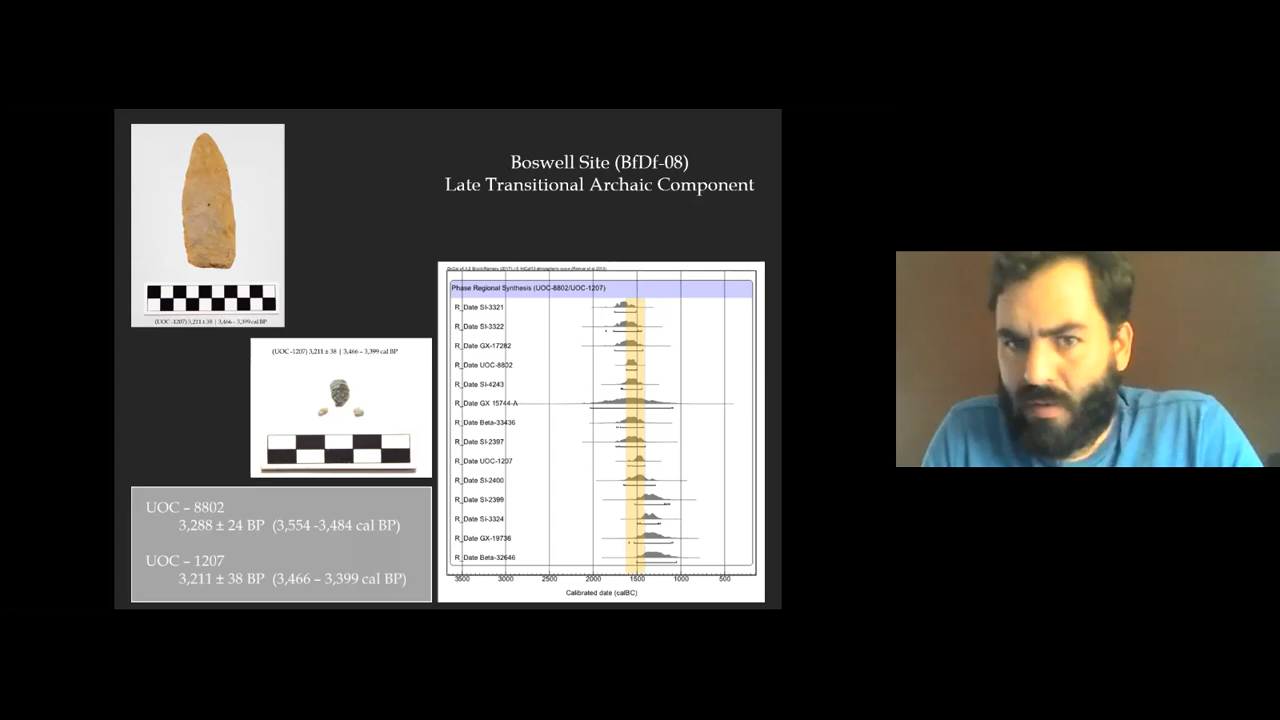 Boswell Site (BfDf-08)
Late Transitional Archaic Component
(UOC -1207) 3,211 ± 38 | 3,466 – 3,399 cal BP
(UOC -1207) 3,211 ± 38 | 3,466 – 3,399 cal BP
UOC – 8802
3,288 ± 24 BP (3,554 -3,484 cal BP)
UOC – 1207
3,211 ± 38 BP (3,466 – 3,399 cal BP)
Phase Regional Synthesis (UOC-8802/UOC-1207)
R_Date SI-3321
R_Date SI-3322
R_Date GX-17282
R_Date UOC-8802
R_Date SI-4243
R_Date GX 15744-A
R_Date Beta-33436
R_Date SI-2397
R_Date UOC-1207
R_Date SI-2400
R_Date SI-2399
R_Date Si-3324
R_Date GX-19736
R_Date Beta-32646
3500 3000 2500 2000 1500 1000 500
Calibrated date (calBC)